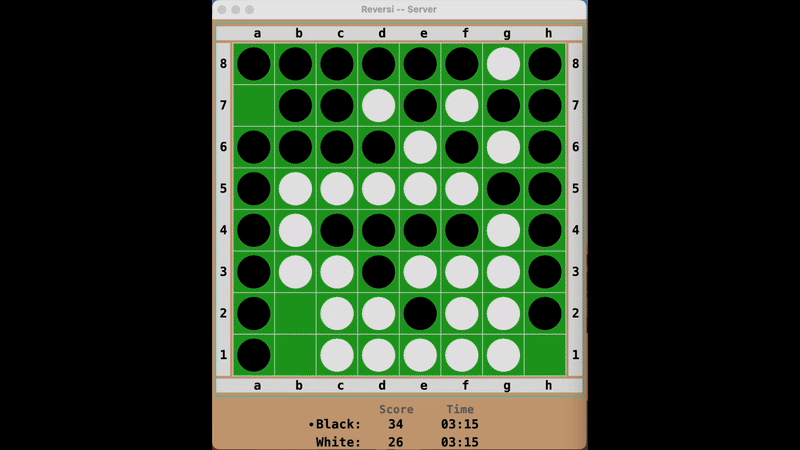 Reversi -- Server
a b c d e f g h
8 8
7 7
6 6
5 5
4 4
3 3
2 2
1 1
a b c d e f g h
Score Time
•Black: 34 03:15
White: 26 03:15